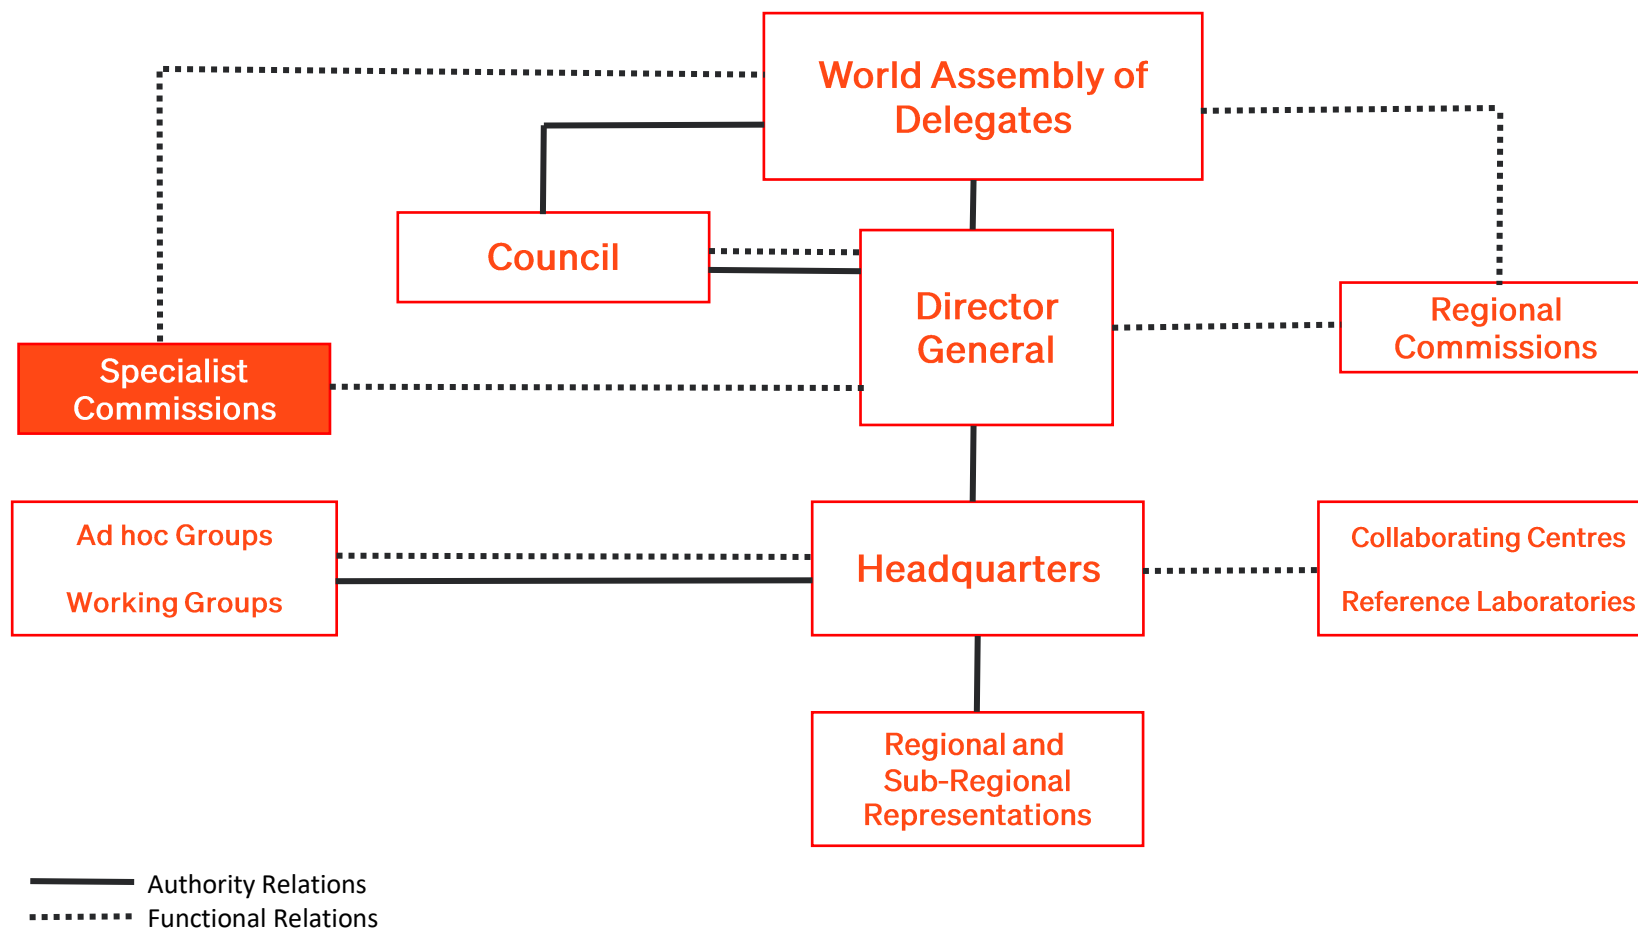 World Assembly of
Delegates
Council
Director
General
Regional
Commissions
Specialist
Commissions
Ad hoc Groups
Working Groups
Headquarters
Collaborating Centres
Reference Laboratories
Regional and
Sub-Regional
Representations
Authority Relations
Functional Relations